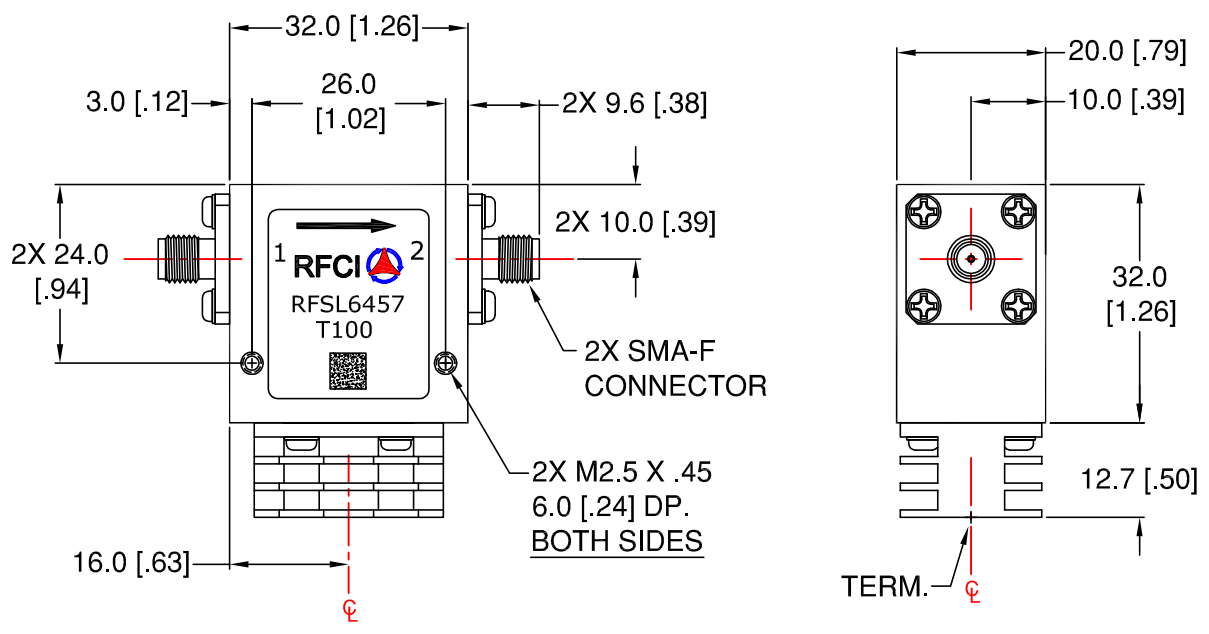 32.0 [1.26]
3.0 [.12]
26.0
[1.02]
2X 9.6 [.38]
2X 10.0 [.39]
2X 24.0
[.94]
1
2
RFCI
RFSL6457
T100
2X SMA-F
CONNECTOR
2X M2.5 X .45
6.0 [.24] DP.
BOTH SIDES
16.0 [.63]
℄
20.0 [.79]
10.0 [.39]
32.0
[1.26]
12.7 [.50]
TERM.
℄